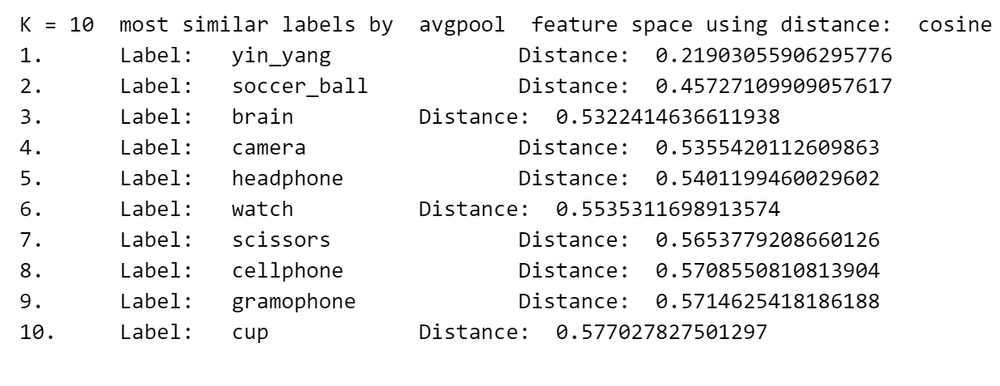 K = 10  most similar labels by  avgpool  feature space using distance:  cosine
1.      Label:   yin_yang               Distance:  0.21903055906295776
2.      Label:   soccer_ball            Distance:  0.45727109909057617
3.      Label:   brain          Distance:  0.5322414636611938
4.      Label:   camera                 Distance:  0.5355420112609863
5.      Label:   headphone              Distance:  0.5401199460029602
6.      Label:   watch          Distance:  0.5535311698913574
7.      Label:   scissors               Distance:  0.5653779208660126
8.      Label:   cellphone              Distance:  0.5708550810813904
9.      Label:   gramophone             Distance:  0.5714625418186188
10.     Label:   cup            Distance:  0.577027827501297